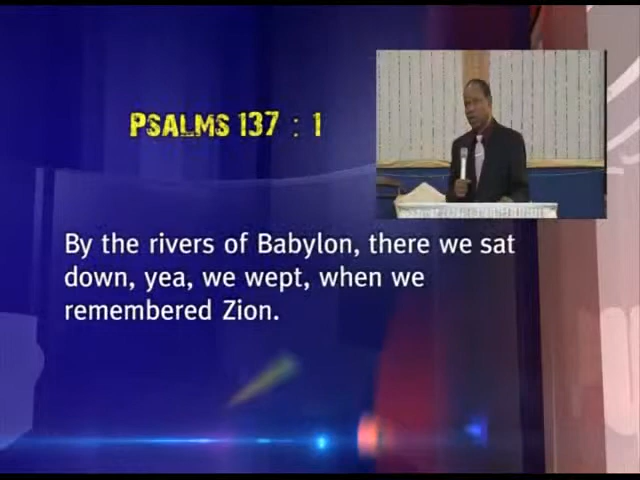 PSALMS 137 : 1
By the rivers of Babylon, there we sat
down, yea, we wept, when we
remembered Zion.